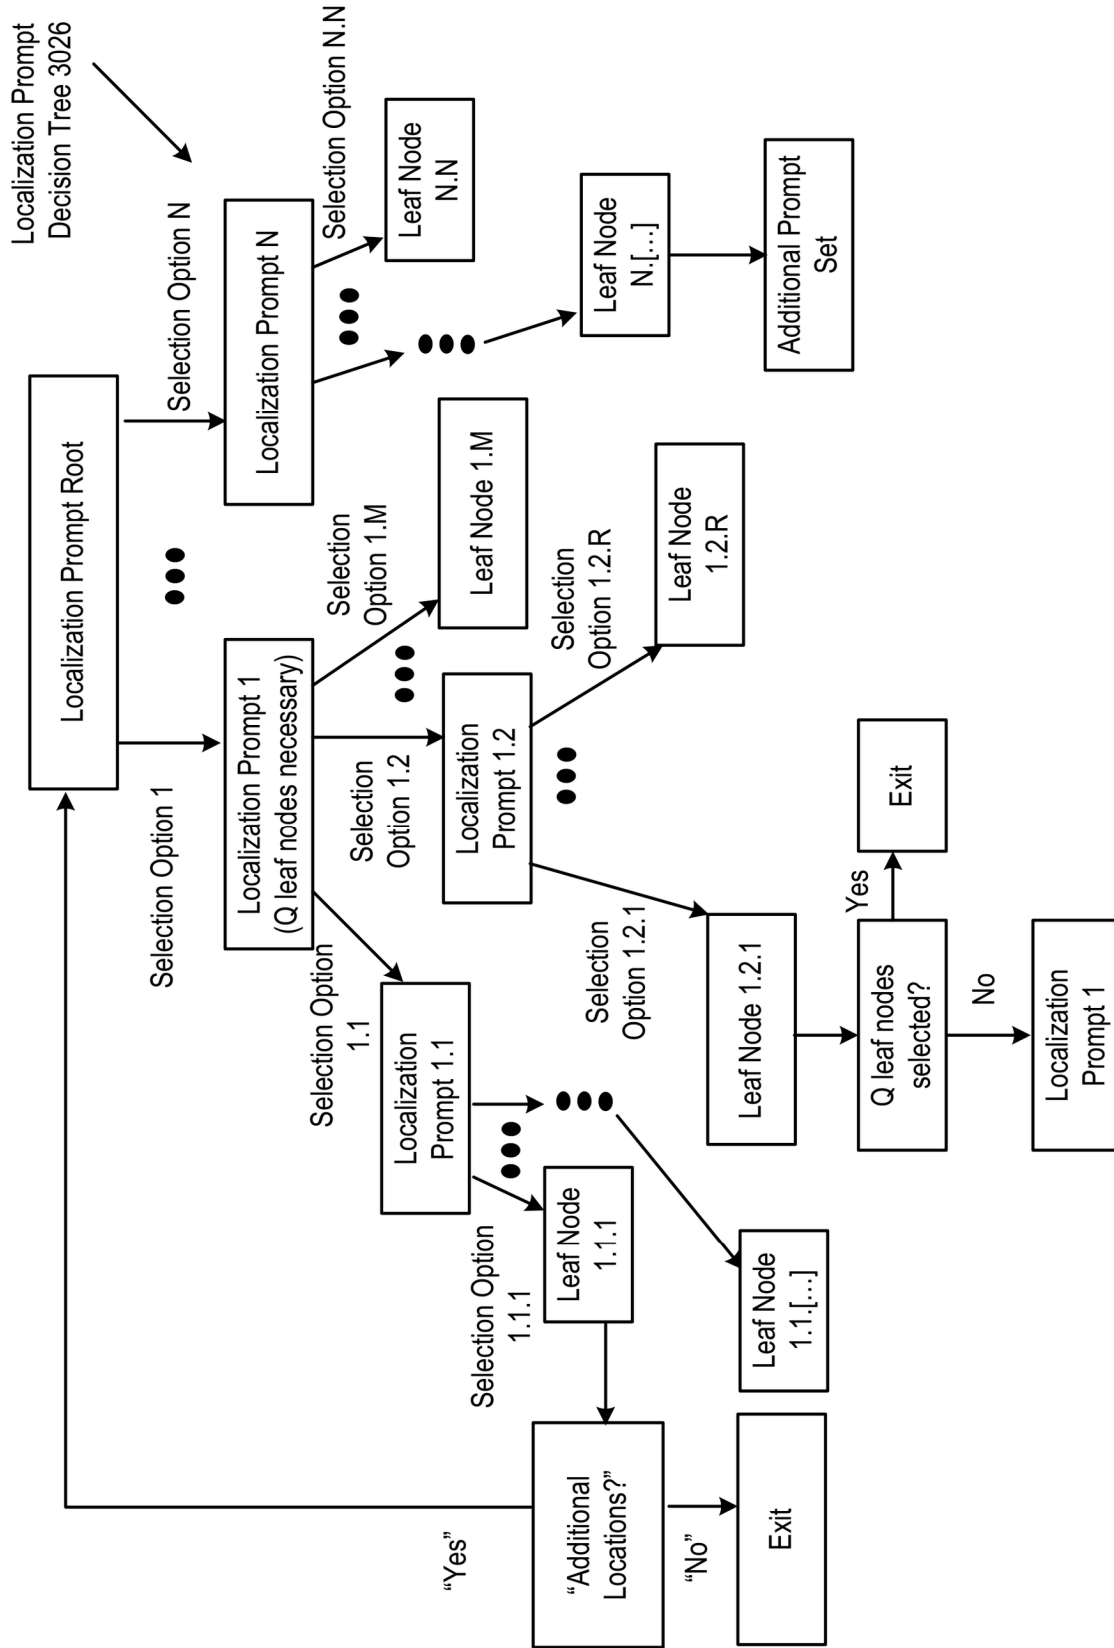 Localization Prompt
Decision Tree 3026
Localization Prompt Root
Selection Option 1
Selection Option N
Localization Prompt 1
(Q leaf nodes necessary)
Localization Prompt N
Selection Option
1.1
Selection
Option 1.2
Selection
Option 1.M
Selection Option N.N
Localization
Prompt 1.1
Localization
Prompt 1.2
Leaf Node 1.M
Leaf Node
N.N
Selection Option
1.1.1
Selection
Option 1.2.1
Selection
Option 1.2.R
"Yes"
"Additional
Locations?"
"No"
Exit
Leaf Node
1.1.1
Leaf Node
1.1.[...]
Leaf Node 1.2.1
Leaf Node
1.2.R
Leaf Node
N.[...]
Additional Prompt
Set
Q leaf nodes
selected?
Yes
Exit
No
Localization
Prompt 1